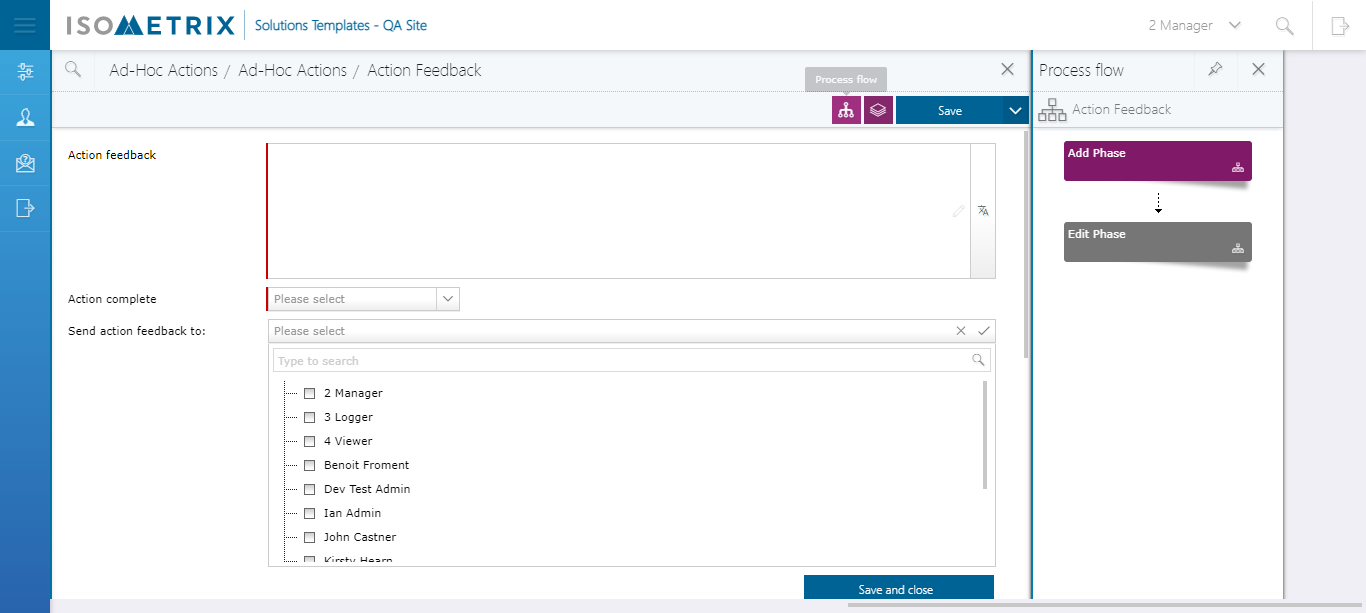 ISOMETRIX Solutions Templates - QA Site 2 Manager
Ad-Hoc Actions / Ad-Hoc Actions / Action Feedback
Process flow
Process flow
Save
Action Feedback
Action feedback
Add Phase
Edit Phase
Action complete
Please select
Send action feedback to:
Please select
Type to search
2 Manager
3 Logger
4 Viewer
Benoit Froment
Dev Test Admin
Ian Admin
John Castner
Kirsty Hearn
Save and close